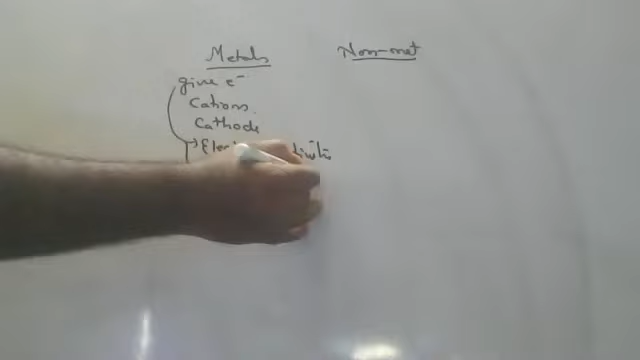 Metals
Non-met
give e⁻
Cations.
Cathode